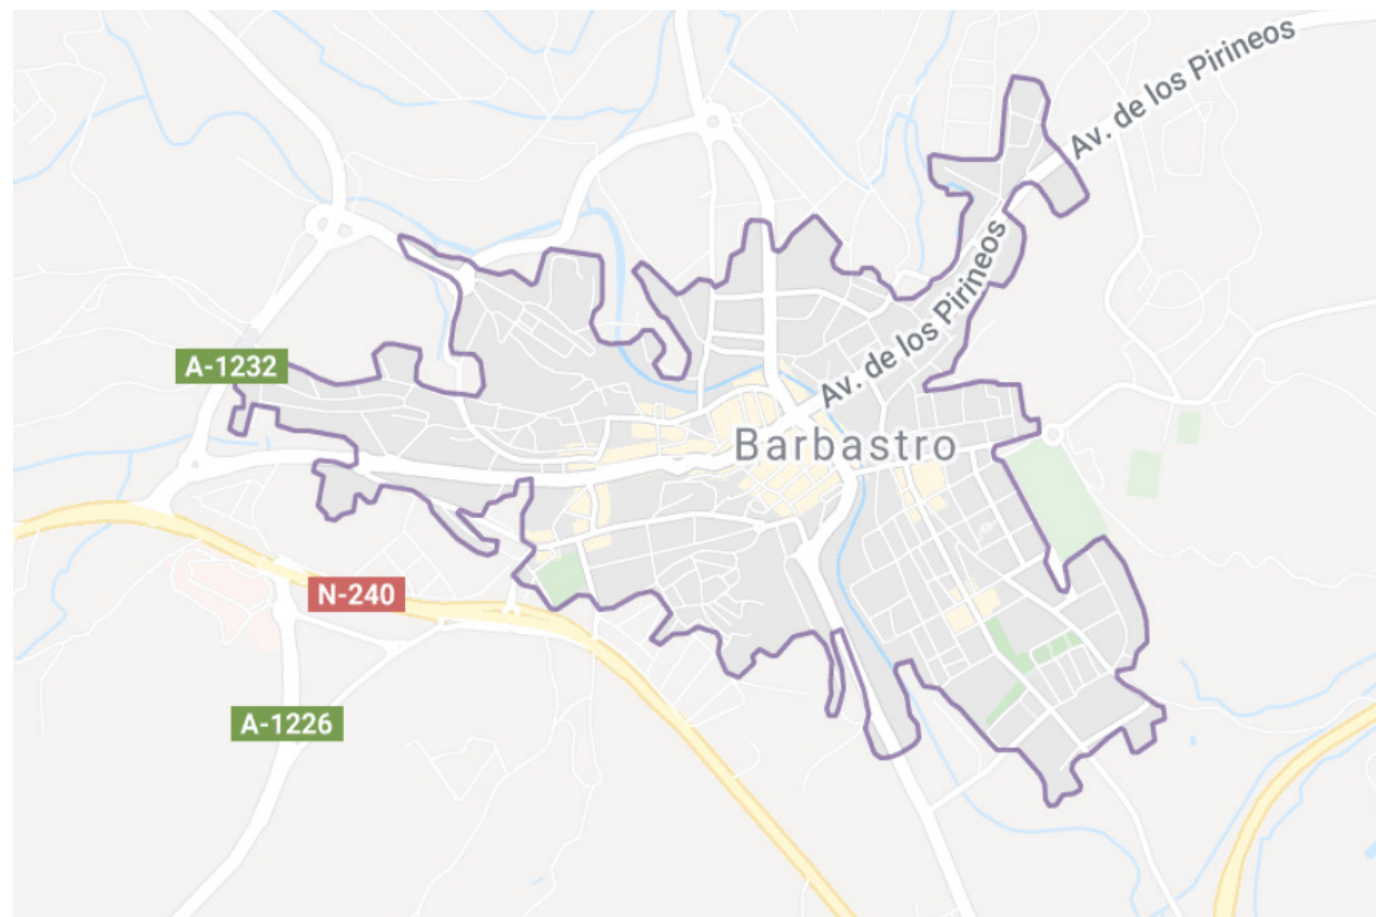 Av. de los Pirineos
Av. de los Pirineos
A-1232
Barbastro
N-240
A-1226